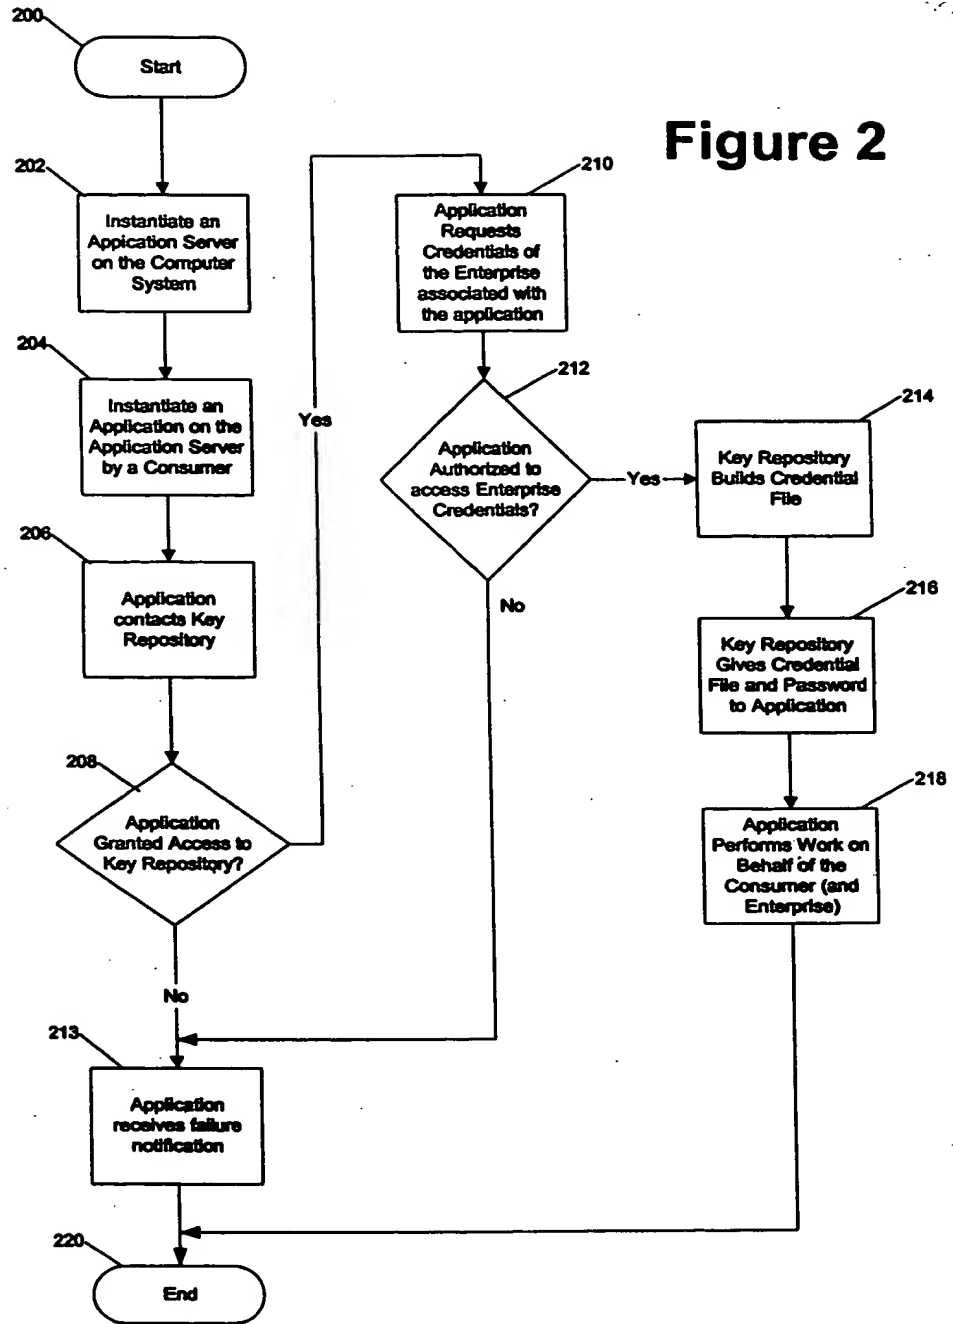 200
Start
Figure 2
202
Instantiate an
Appication Server
on the Computer
System
204
Instantiate an
Application on the
Application Server
by a Consumer
206
Application
contacts Key
Repository
208
Application
Granted Access to
Key Repository?
Yes
No
210
Application
Requests
Credentials of
the Enterprise
associated with
the application
212
Application
Authorized to
access Enterprise
Credentials?
Yes
No
213
Application
receives failure
notification
214
Key Repository
Builds Credential
File
216
Key Repository
Gives Credential
File and Password
to Application
218
Application
Performs Work on
Behalf of the
Consumer (and
Enterprise)
220
End